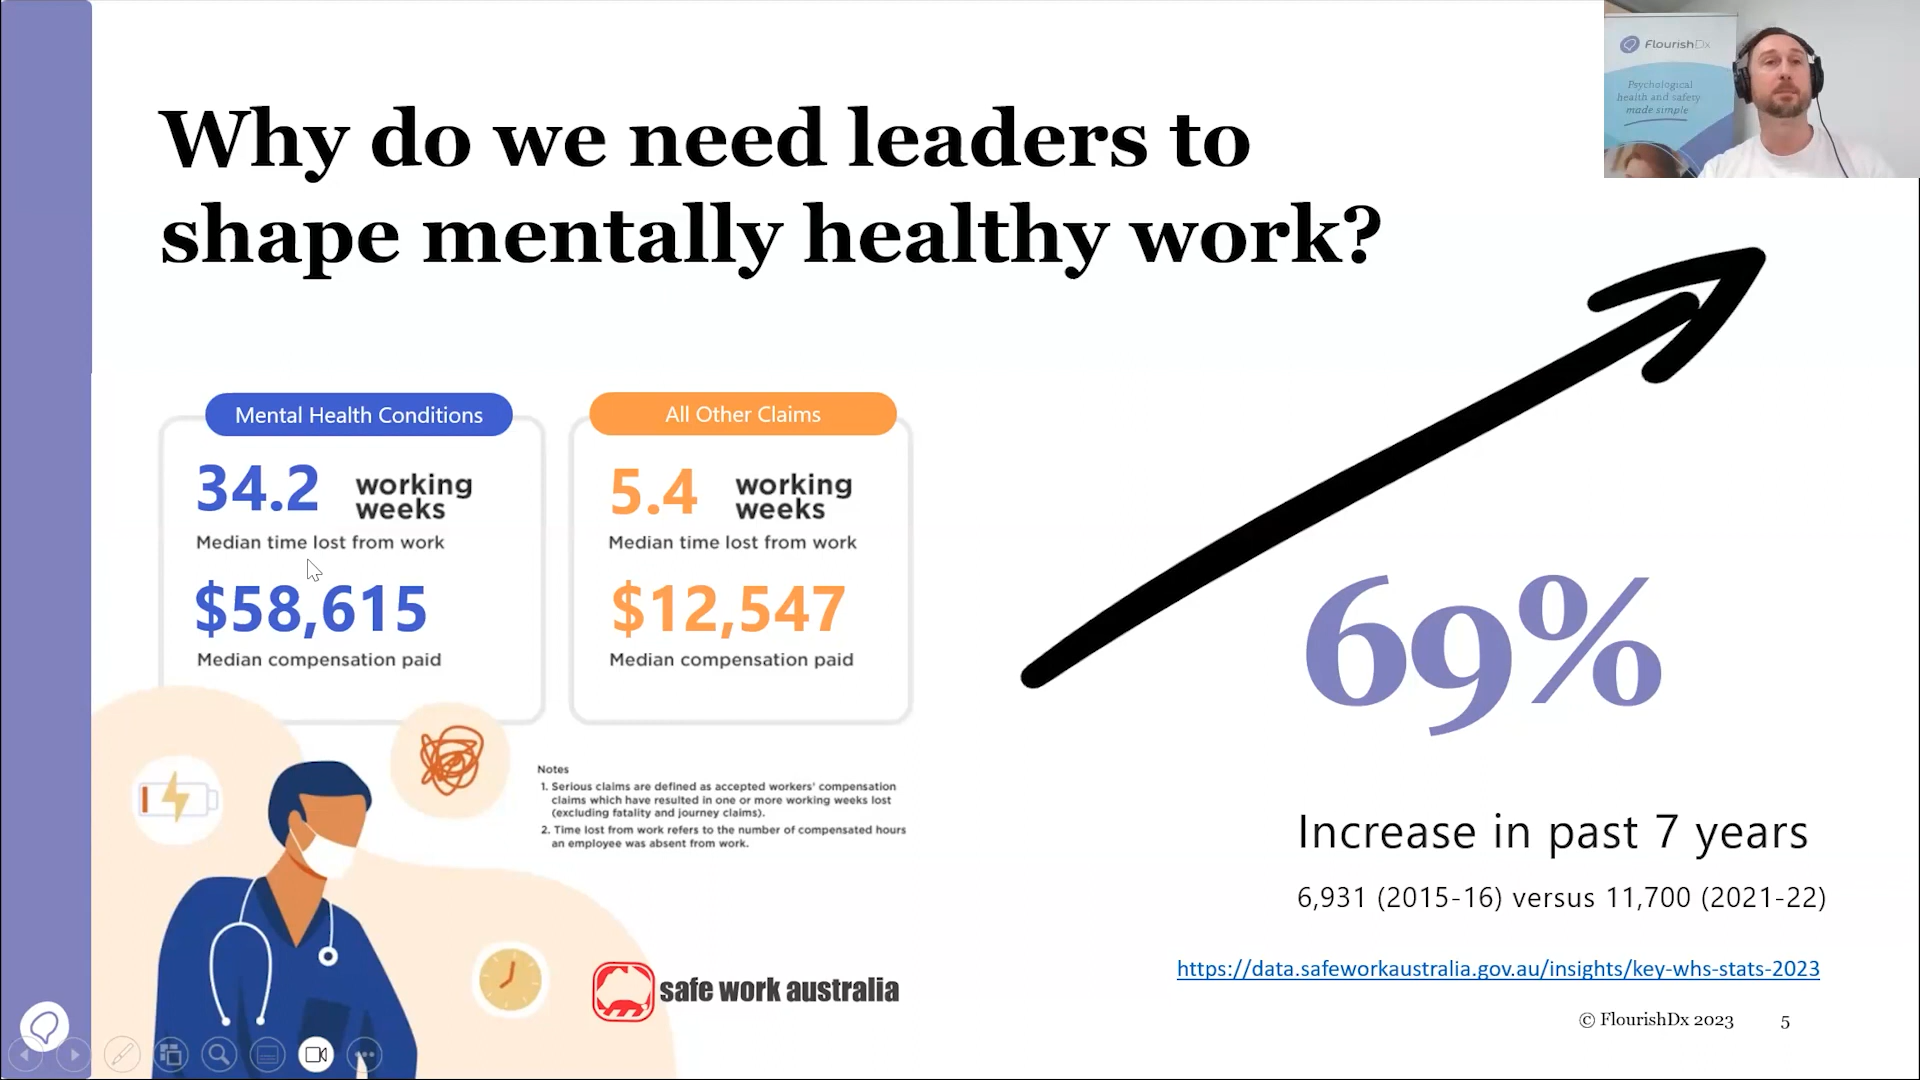 Why do we need leaders to
shape mentally healthy work?
FlourishDx
Psychological
health and safety
made simple
Mental Health Conditions
34.2 working
weeks
Median time lost from work
$58,615
Median compensation paid
All Other Claims
5.4 working
weeks
Median time lost from work
$12,547
Median compensation paid
Notes
1. Serious claims are defined as accepted workers' compensation
claims which have resulted in one or more working weeks lost
(excluding fatality and journey claims).
2. Time lost from work refers to the number of compensated hours
an employee was absent from work.
safe work australia
69%
Increase in past 7 years
6,931 (2015-16) versus 11,700 (2021-22)
https://data.safeworkaustralia.gov.au/insights/key-whs-stats-2023
© FlourishDx 2023 5